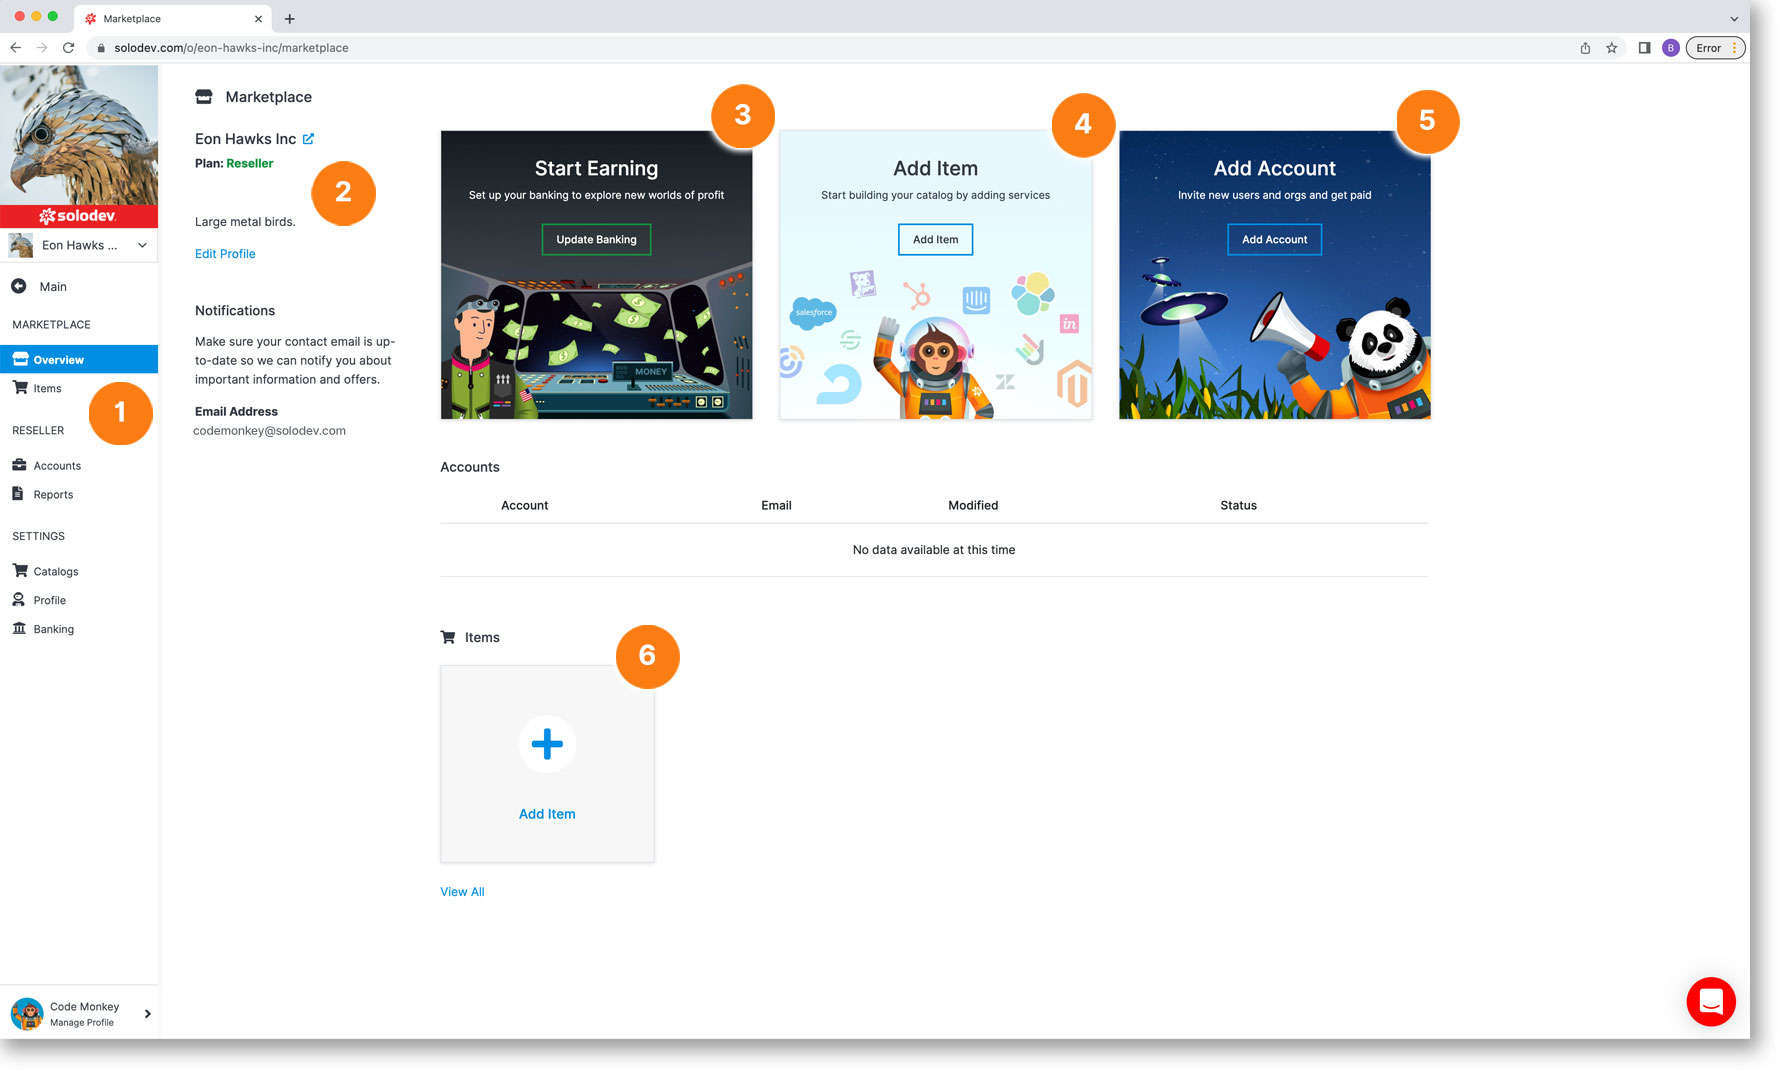 Marketplace
solodev.com/o/eon-hawks-inc/marketplace
B
Error
solodev
Eon Hawks ...
Main
MARKETPLACE
Overview
Items
1
RESELLER
Accounts
Reports
SETTINGS
Catalogs
Profile
Banking
Code Monkey
Manage Profile
Marketplace
Eon Hawks Inc
Plan: Reseller
2
Large metal birds.
Edit Profile
Notifications
Make sure your contact email is up-
to-date so we can notify you about
important information and offers.
Email Address
codemonkey@solodev.com
3
Start Earning
Set up your banking to explore new worlds of profit
Update Banking
MONEY
4
Add Item
Start building your catalog by adding services
Add Item
salesforce
in
5
Add Account
Invite new users and orgs and get paid
Add Account
Accounts
Account Email Modified Status
No data available at this time
Items
6
Add Item
View All